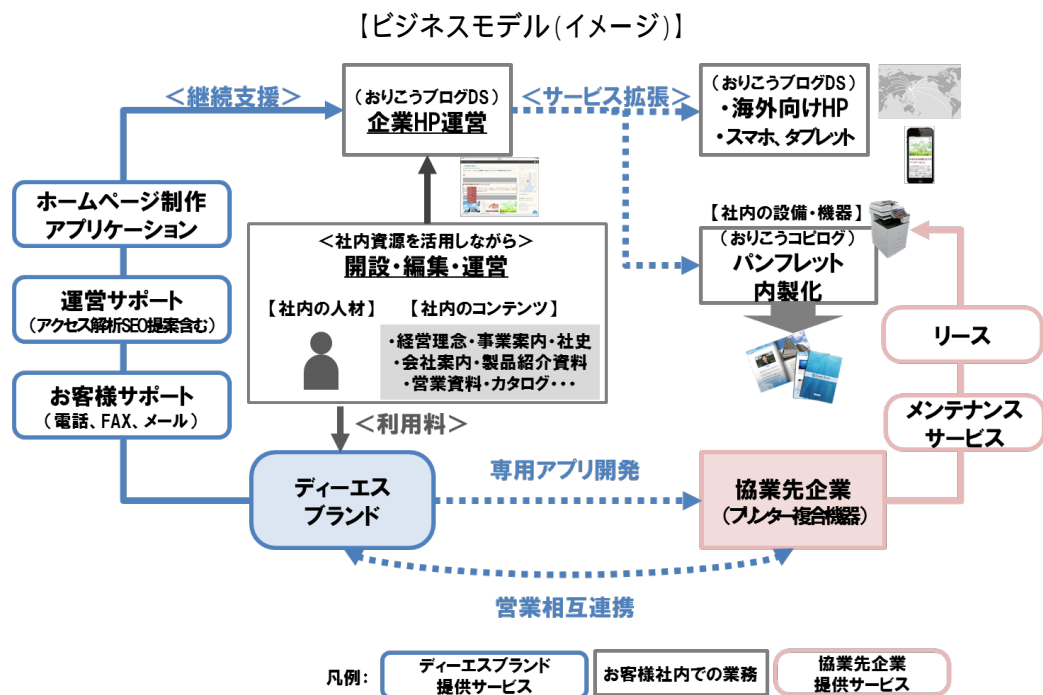 【ビジネスモデル(イメージ)】
<継続支援>
(おりこうブログDS)
企業HP運営
<サービス拡張>
(おりこうブログDS)
・海外向けHP
・スマホ、タブレット
ホームページ制作
アプリケーション
運営サポート
(アクセス解析SEO提案含む)
お客様サポート
(電話、FAX、メール)
<社内資源を活用しながら>
開設・編集・運営
【社内の人材】
【社内のコンテンツ】
・経営理念・事業案内・社史
・会社案内・製品紹介資料
・営業資料・カタログ・・・
【社内の設備・機器】
(おりこうコピログ)
パンフレット
内製化
リース
メンテナンス
サービス
<利用料>
ディーエス
ブランド
専用アプリ開発
協業先企業
(プリンター複合機器)
営業相互連携
凡例:
ディーエスブランド
提供サービス
お客様社内での業務
協業先企業
提供サービス